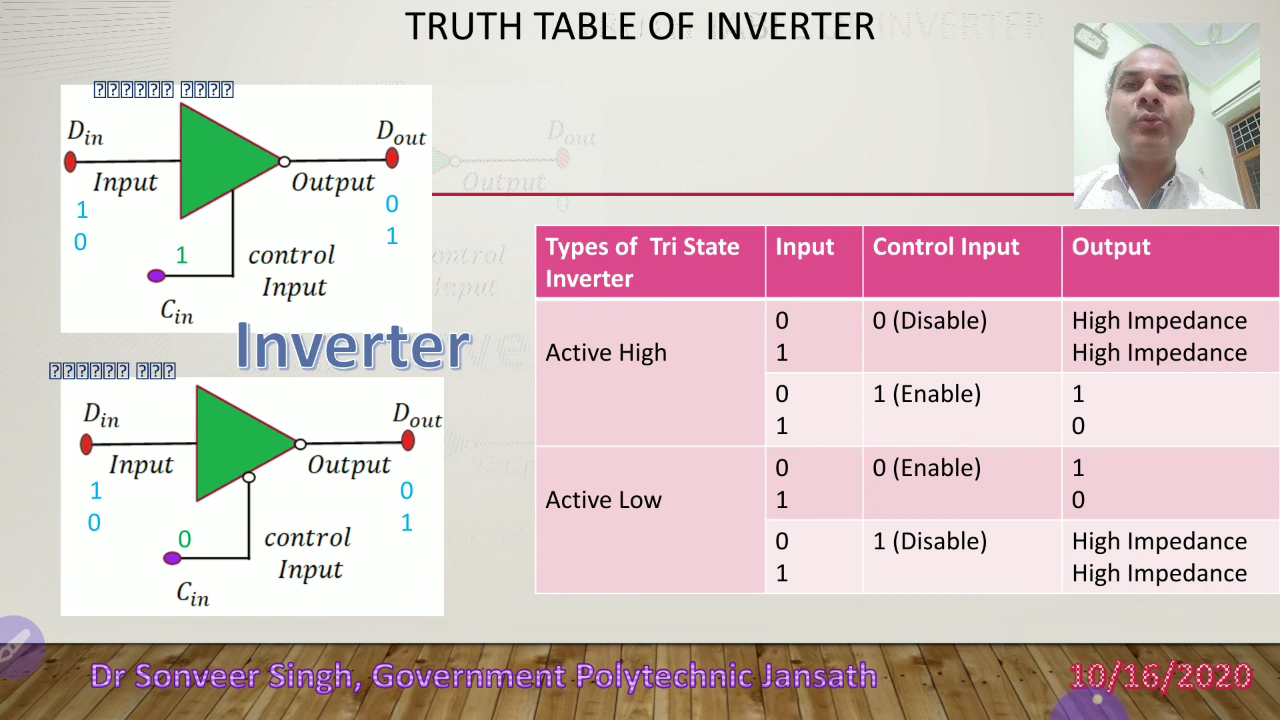 TRUTH TABLE OF INVERTER
D_in
D_out
Input
Output
1
0
0
1
1
control
Input
C_in
Inverter
D_in
D_out
Input
Output
1
0
0
1
0
control
Input
C_in
Types of Tri State Inverter Input Control Input Output
Active High
0 0 (Disable) High Impedance
1 High Impedance
0 1 (Enable) 1
1 0
Active Low
0 0 (Enable) 1
1 0
0 1 (Disable) High Impedance
1 High Impedance
Dr Sonveer Singh, Government Polytechnic Jansath
10/16/2020